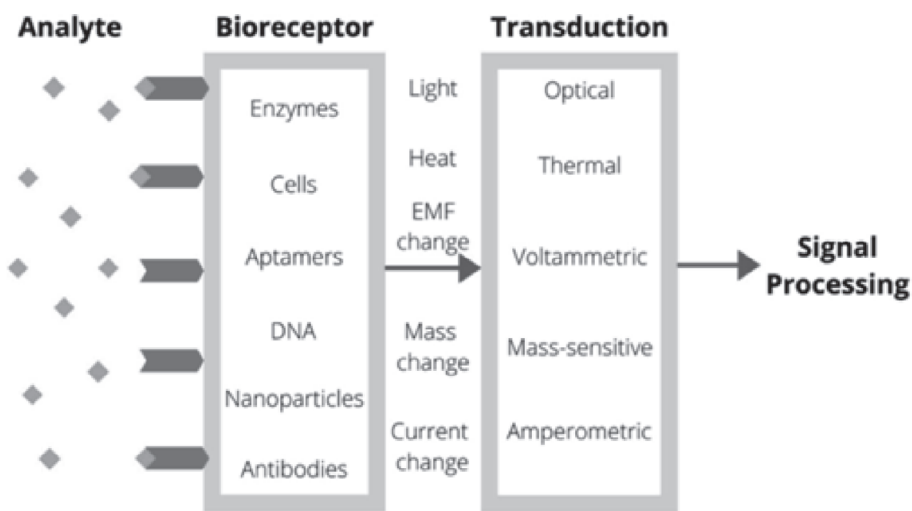 Analyte
Bioreceptor
Transduction
Enzymes
Cells
Aptamers
DNA
Nanoparticles
Antibodies
Light
Heat
EMF
change
Mass
change
Current
change
Optical
Thermal
Voltammetric
Mass-sensitive
Amperometric
Signal
Processing